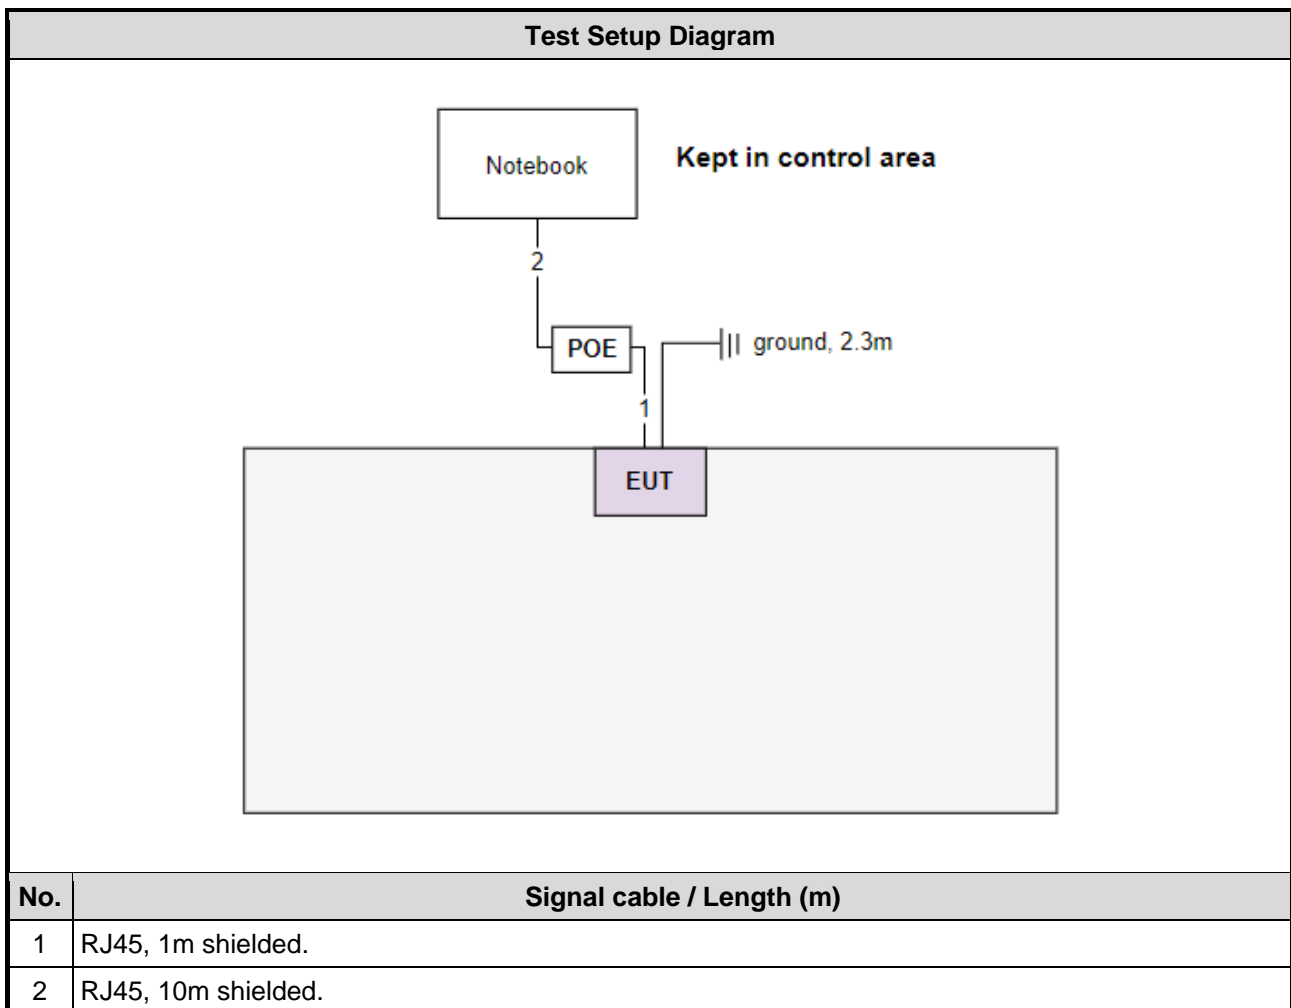 Test Setup Diagram
Notebook
Kept in control area
2
POE
ground, 2.3m
1
EUT
No. Signal cable / Length (m)
1 RJ45, 1m shielded.
2 RJ45, 10m shielded.